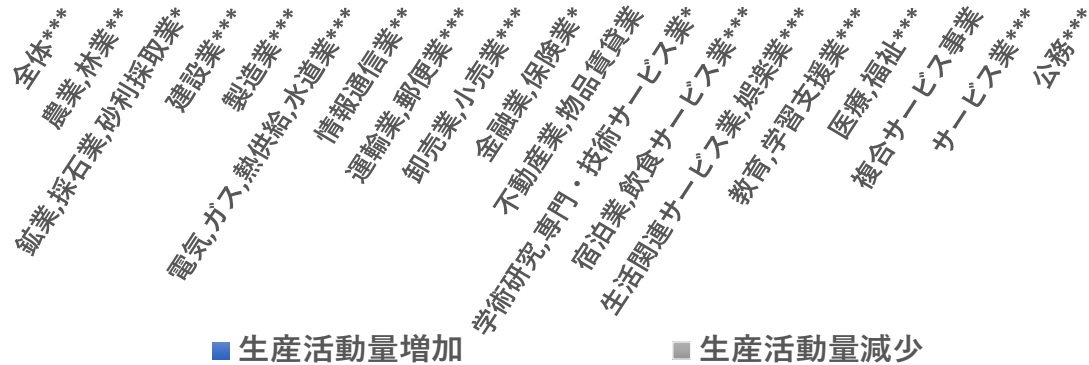 全体***
農業,林業**
鉱業,採石業,砂利採取業*
建設業***
製造業***
電気,ガス,熱供給,水道業***
情報通信業**
運輸業,郵便業***
卸売業,小売業***
金融業,保険業*
不動産業,物品賃貸業
学術研究,専門・技術サービス業*
宿泊業,飲食サービス業***
生活関連サービス業,娯楽業***
教育,学習支援業***
医療,福祉***
複合サービス事業
サービス業***
公務***
生産活動量増加
生産活動量減少